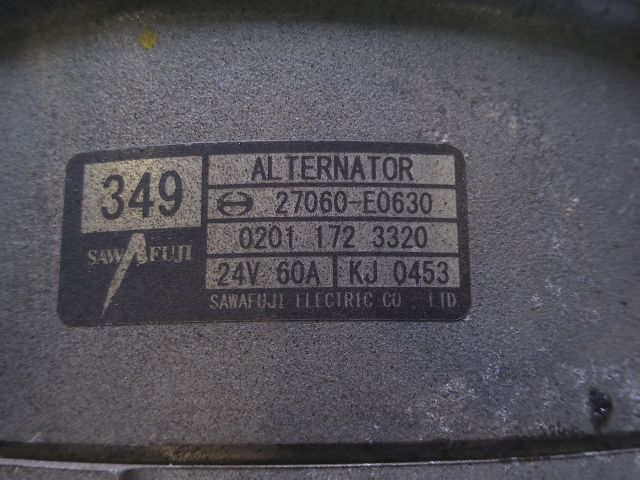 349
SAWAFUJI
ALTERNATOR
27060-E0630
0201 172 3320
24V 60A KJ 0453
SAWAFUJI ELECTRIC CO., LTD.